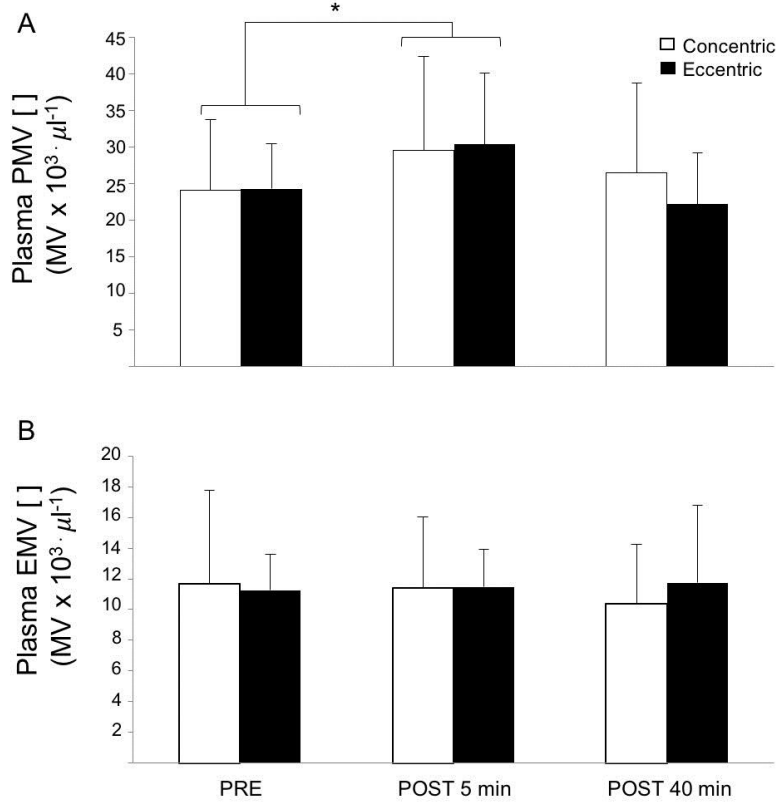 A
*
Concentric
Eccentric
Plasma PMV [ ]
(MV x 10³· µl⁻¹)
45
40
35
30
25
20
15
10
5
B
Plasma EMV [ ]
(MV x 10³· µl⁻¹)
20
18
16
14
12
10
8
6
4
2
PRE
POST 5 min
POST 40 min